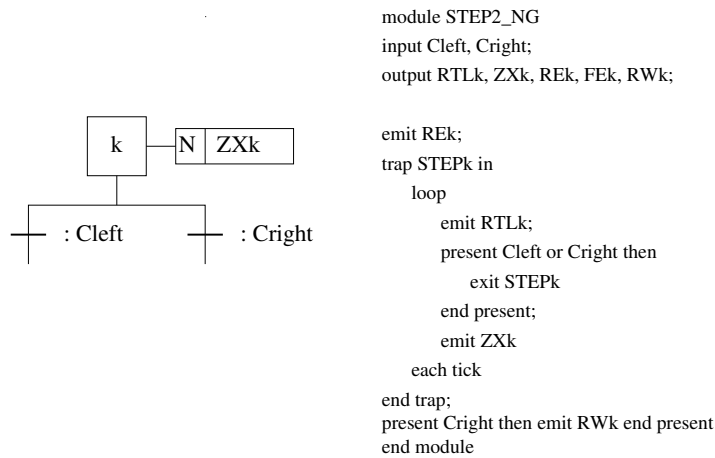 k
N ZXk
: Cleft
: Cright
module STEP2_NG
input Cleft, Cright;
output RTLk, ZXk, REk, FEk, RWk;
emit REk;
trap STEPk in
loop
emit RTLk;
present Cleft or Cright then
exit STEPk
end present;
emit ZXk
each tick
end trap;
present Cright then emit RWk end present
end module